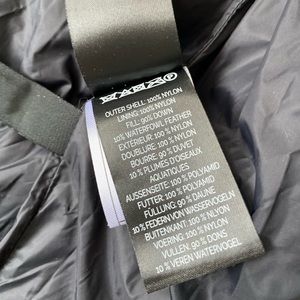 OUTER SHELL: 100% NYLON
LINING: 100% NYLON
FILL: 90% DOWN
10% WATERFOWL FEATHER
EXTÉRIEUR: 100 % NYLON
DOUBLURE: 100 % NYLON
BOURRE: 90 % DUVET
10 % PLUMES D'OISEAUX
AQUATIQUES
AUSSENSEITE: 100 % POLYAMID
FUTTER: 100 % POLYAMID
FÜLLUNG: 90 % DAUNE
10 % FEDERN VON WASSERVÖGELN
BUITENKANT: 100 % NYLON
VOERING: 100 % NYLON
VULLEN: 90 % DONS
10 % VEREN WATERVOGEL